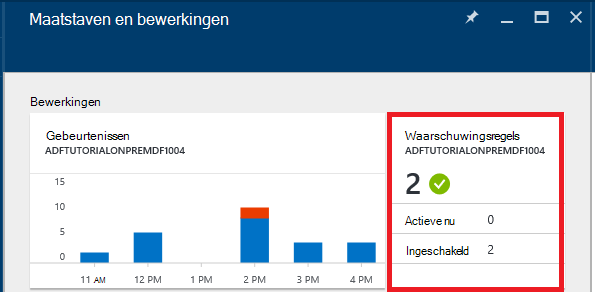 Maatstaven en bewerkingen
Bewerkingen
Gebeurtenissen
ADFTUTORIALONPREMDF1004
15
10
5
0
11 AM 12 PM 1 PM 2 PM 3 PM 4 PM
Waarschuwingsregels
ADFTUTORIALONPREMDF1004
2
Actieve nu 0
Ingeschakeld 2